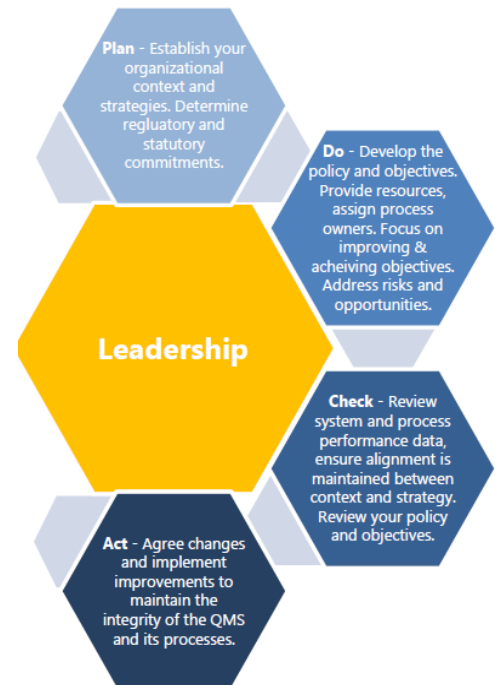 Plan - Establish your
organizational
context and
strategies. Determine
regluatory and
statutory
commitments.
Do - Develop the
policy and objectives.
Provide resources,
assign process
owners. Focus on
improving &
acheiving objectives.
Address risks and
opportunities.
Leadership
Check - Review
system and process
performance data,
ensure alignment is
maintained between
context and strategy.
Review your policy
and objectives.
Act - Agree changes
and implement
improvements to
maintain the
integrity of the QMS
and its processes.